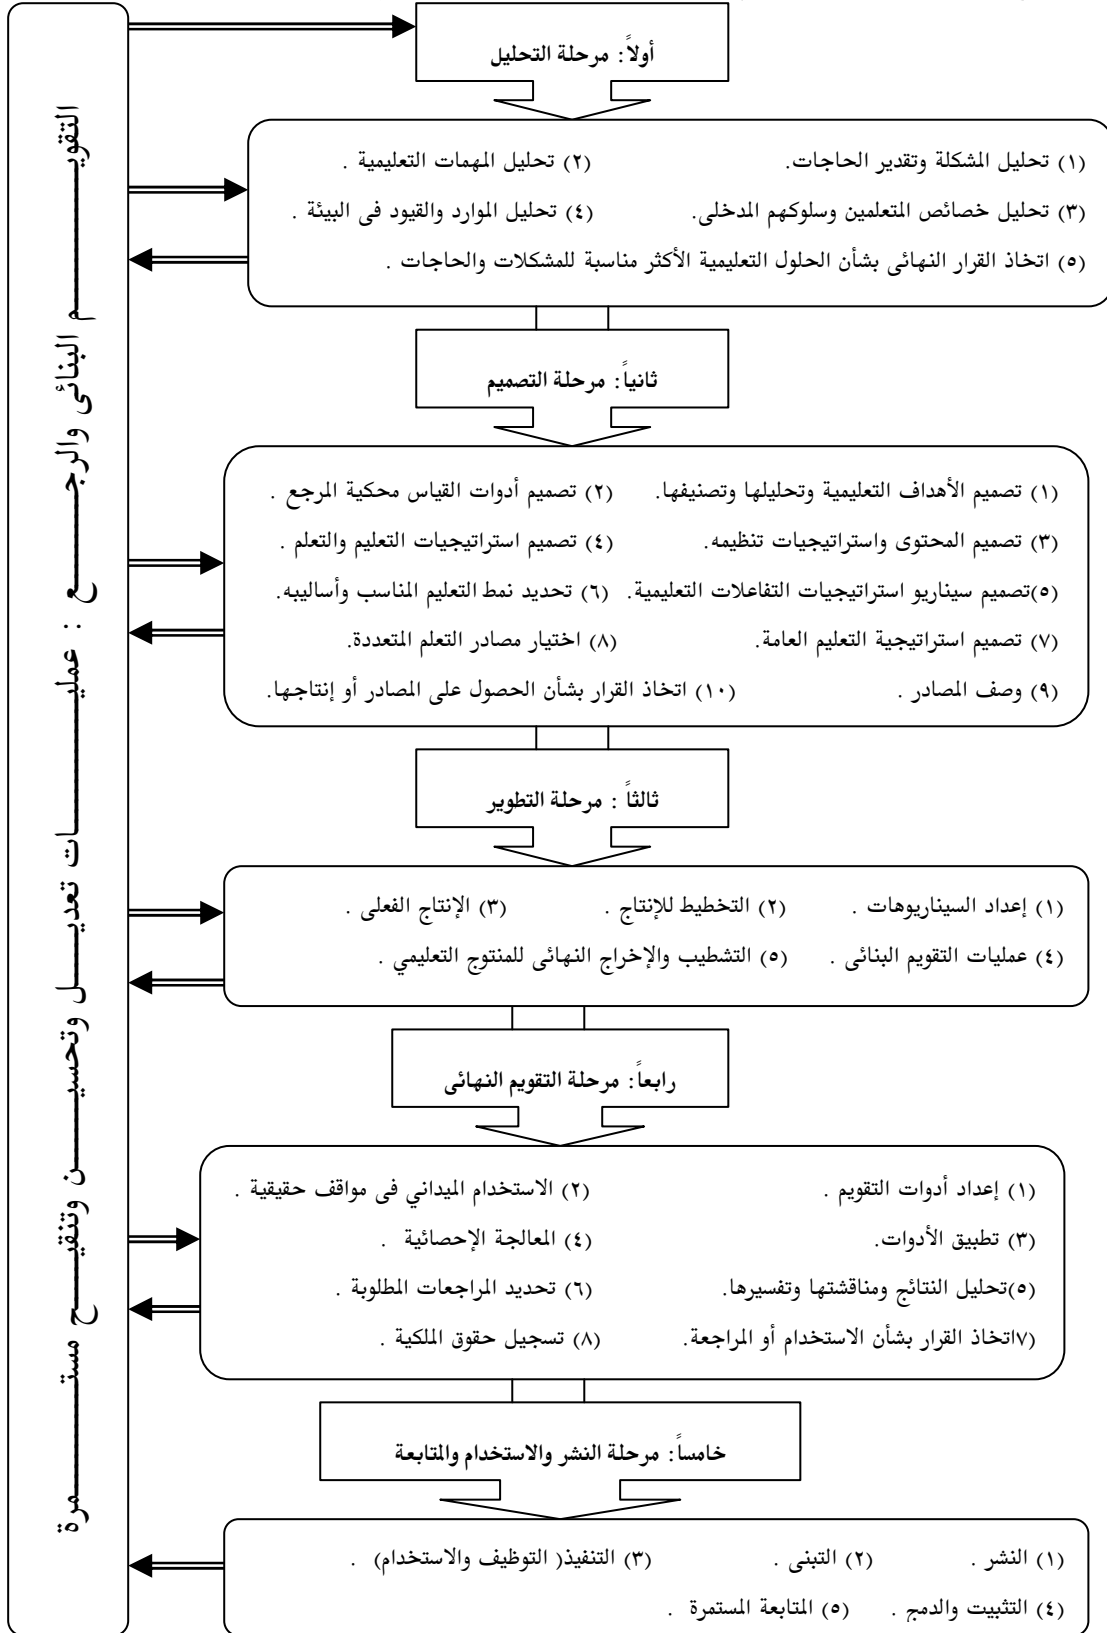 أولاً: مرحلة التحليل
(١) تحليل المشكلة وتقدير الحاجات. (٢) تحليل المهمات التعليمية .
(٣) تحليل خصائص المتعلمين وسلوكهم المدخلى. (٤) تحليل الموارد والقيود فى البيئة .
(٥) اتخاذ القرار النهائى بشأن الحلول التعليمية الأكثر مناسبة للمشكلات والحاجات .
ثانياً: مرحلة التصميم
(١) تصميم الأهداف التعليمية وتحليلها وتصنيفها. (٢) تصميم أدوات القياس محكية المرجع .
(٣) تصميم المحتوى واستراتيجيات تنظيمه. (٤) تصميم استراتيجيات التعليم والتعلم .
(٥)تصميم سيناريو استراتيجيات التفاعلات التعليمية. (٦) تحديد نمط التعليم المناسب وأساليبه.
(٧) تصميم استراتيجية التعليم العامة. (٨) اختيار مصادر التعلم المتعددة.
(٩) وصف المصادر . (١٠) اتخاذ القرار بشأن الحصول على المصادر أو إنتاجها.
ثالثاً : مرحلة التطوير
(١) إعداد السيناريوهات . (٢) التخطيط للإنتاج . (٣) الإنتاج الفعلى .
(٤) عمليات التقويم البنائى . (٥) التشطيب والإخراج النهائى للمنتوج التعليمي .
رابعاً: مرحلة التقويم النهائى
(١) إعداد أدوات التقويم . (٢) الاستخدام الميداني فى مواقف حقيقية .
(٣) تطبيق الأدوات. (٤) المعالجة الإحصائية .
(٥)تحليل النتائج ومناقشتها وتفسيرها. (٦) تحديد المراجعات المطلوبة .
(٧اتخاذ القرار بشأن الاستخدام أو المراجعة. (٨) تسجيل حقوق الملكية .
خامساً: مرحلة النشر والاستخدام والمتابعة
(١) النشر . (٢) التبنى . (٣) التنفيذ( التوظيف والاستخدام) .
(٤) التثبيت والدمج . (٥) المتابعة المستمرة .
التقويـــم البنائى والرجـــع : عمليـــات تعديـــل وتحسيـــن وتنقيـــح مستـــمرة